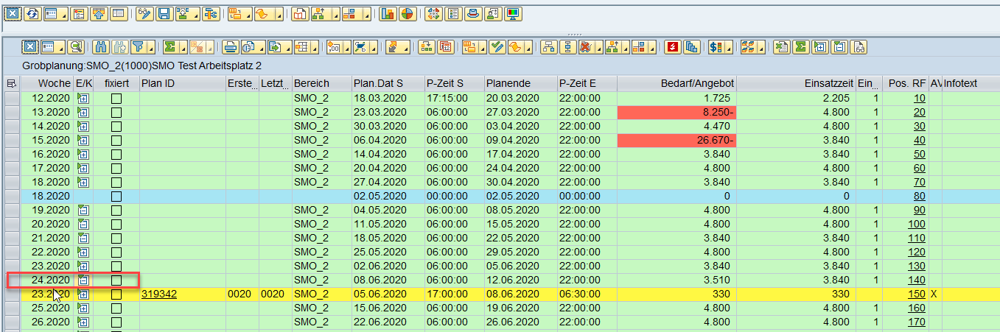 Grobplanung:SMO_2(1000)SMO Test Arbeitsplatz 2
Woche E/K fixiert Plan ID Erste... Letzt... Bereich Plan.Dat S P-Zeit S Planende P-Zeit E Bedarf/Angebot Einsatzzeit Ein... Pos. RF AV Infotext
12.2020 SMO_2 18.03.2020 17:15:00 20.03.2020 22:00:00 1.725 2.205 1 10
13.2020 SMO_2 23.03.2020 06:00:00 27.03.2020 22:00:00 8.250- 4.800 1 20
14.2020 SMO_2 30.03.2020 06:00:00 03.04.2020 22:00:00 4.470 4.800 1 30
15.2020 SMO_2 06.04.2020 06:00:00 09.04.2020 22:00:00 26.670- 3.840 1 40
16.2020 SMO_2 14.04.2020 06:00:00 17.04.2020 22:00:00 3.840 3.840 1 50
17.2020 SMO_2 20.04.2020 06:00:00 24.04.2020 22:00:00 4.800 4.800 1 60
18.2020 SMO_2 27.04.2020 06:00:00 30.04.2020 22:00:00 3.840 3.840 1 70
18.2020 02.05.2020 00:00:00 02.05.2020 00:00:00 0 0 80
19.2020 SMO_2 04.05.2020 06:00:00 08.05.2020 22:00:00 4.800 4.800 1 90
20.2020 SMO_2 11.05.2020 06:00:00 15.05.2020 22:00:00 4.800 4.800 1 100
21.2020 SMO_2 18.05.2020 06:00:00 22.05.2020 22:00:00 3.840 3.840 1 110
22.2020 SMO_2 25.05.2020 06:00:00 29.05.2020 22:00:00 4.800 4.800 1 120
23.2020 SMO_2 02.06.2020 06:00:00 05.06.2020 22:00:00 3.840 3.840 1 130
24.2020 SMO_2 08.06.2020 06:00:00 12.06.2020 22:00:00 3.510 3.840 1 140
23.2020 319342 0020 0020 SMO_2 05.06.2020 17:00:00 08.06.2020 06:30:00 330 330 150 X
25.2020 SMO_2 15.06.2020 06:00:00 19.06.2020 22:00:00 4.800 4.800 1 160
26.2020 SMO_2 22.06.2020 06:00:00 26.06.2020 22:00:00 4.800 4.800 1 170